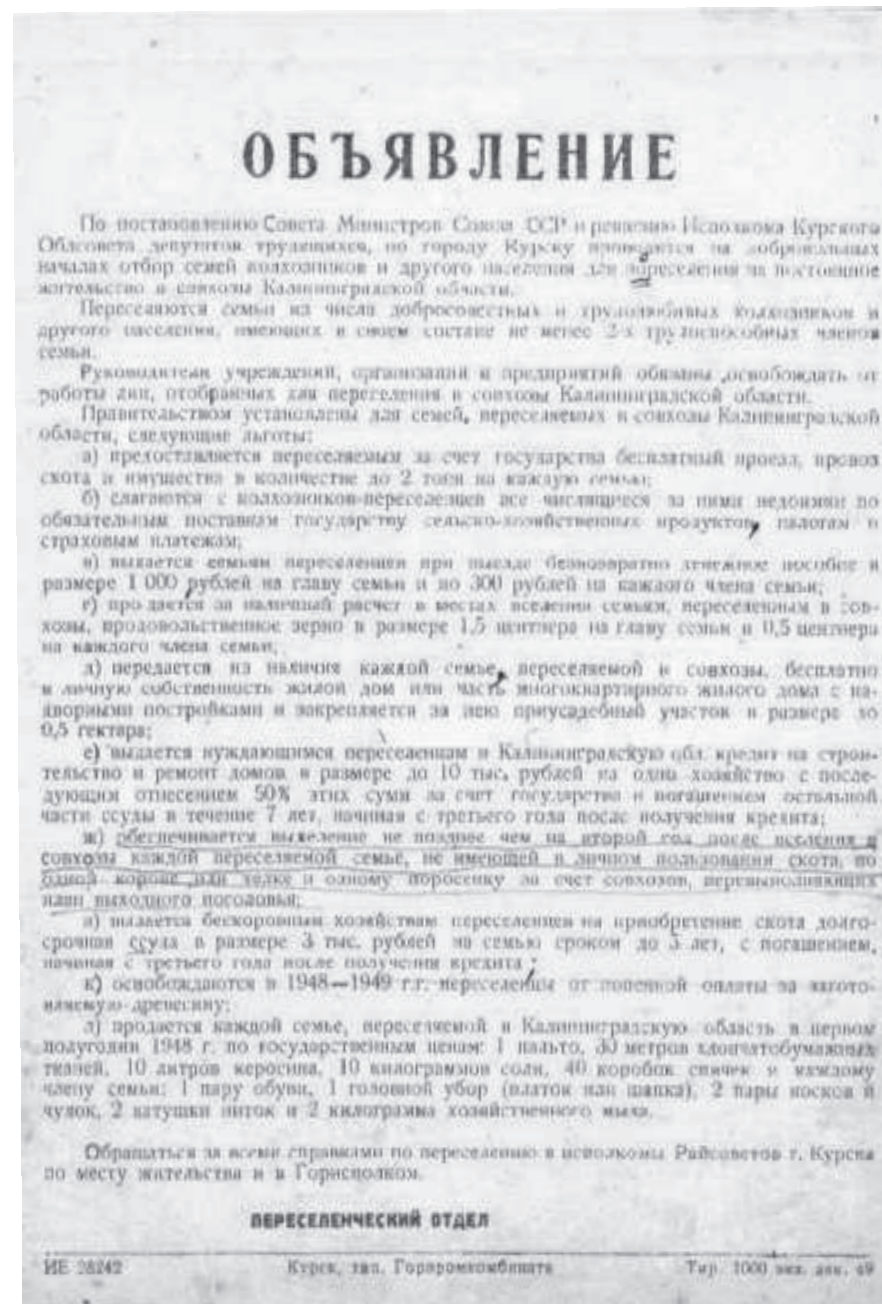 ОБЪЯВЛЕНИЕ
По постановлению Совета Министров Союза ССР и решению Исполкома Курского
Облсовета депутатов трудящихся, по городу Курску проводится на добровольных
началах отбор семей колхозников и другого населения для переселения на постоянное
жительство в совхозы Калининградской области.
Переселяются семьи из числа добросовестных и трудолюбивых колхозников и
другого населения, имеющих в своем составе не менее 2-х трудоспособных членов
семьи.
Руководители учреждений, организаций и предприятий обязаны освобождать от
работы лиц, отобранных для переселения в совхозы Калининградской области.
Правительством установлены для семей, переселяемых в совхозы Калининградской
области, следующие льготы:
а) предоставляется переселяемым за счет государства бесплатный проезд, провоз
скота и имущества в количестве до 2 тонн на каждую семью;
б) слагаются с колхозников-переселенцев все числящиеся за ними недоимки по
обязательным поставкам государству сельско-хозяйственных продуктов, налогам и
страховым платежам;
в) выдается семьям переселенцев при выезде безвозвратно денежное пособие в
размере 1 000 рублей на главу семьи и по 300 рублей на каждого члена семьи;
г) продается за наличный расчет в местах вселения семьям, переселенным в сов-
хозы, продовольственное зерно в размере 1,5 центнера на главу семьи и 0,5 центнера
на каждого члена семьи;
д) передается из наличия каждой семье, переселяемой в совхозы, бесплатно
в личную собственность жилой дом или часть многоквартирного жилого дома с на-
дворными постройками и закрепляется за нею приусадебный участок в размере до
0,5 гектара;
е) выдается нуждающимся переселенцам в Калининградскую обл. кредит на строи-
тельство и ремонт домов в размере до 10 тыс. рублей на одно хозяйство с после-
дующим отнесением 50% этих сумм за счет государства и погашением остальной
части ссуды в течение 7 лет, начиная с третьего года после получения кредита;
ж) обеспечивается выделение не позднее чем на второй год после вселения в
совхозы каждой переселяемой семье, не имеющей в личном пользовании скота, по
одной корове или телке и одному поросенку за счет совхозов, перевыполняющих
план выходного поголовья;
и) выдается бескоровным хозяйствам переселенцев на приобретение скота долго-
срочная ссуда в размере 3 тыс. рублей на семью сроком до 3 лет, с погашением,
начиная с третьего года после получения кредита;
к) освобождаются в 1948—1949 г.г. переселенцы от попенной оплаты за загото-
вляемую древесину;
л) продается каждой семье, переселяемой в Калининградскую область в первом
полугодии 1948 г. по государственным ценам: 1 пальто, 30 метров хлопчатобумажных
тканей, 10 литров керосина, 10 килограммов соли, 40 коробок спичек и каждому
члену семьи: 1 пару обуви, 1 головной убор (платок или шапка), 2 пары носков и
чулок, 2 катушки ниток и 2 килограмма хозяйственного мыла.
Обращаться за всеми справками по переселению в исполкомы Райсоветов г. Курска
по месту жительства и в Горисполком.
ПЕРЕСЕЛЕНЧЕСКИЙ ОТДЕЛ
НЕ 28242
Курск, тип. Горпромкомбината
Тир. 1000 экз. зак. 49